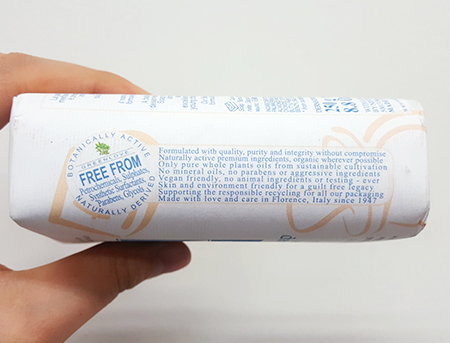 BOTANICALLY ACTIVE
GREENLOVE
FREE FROM
Petrochemicals, Sulphates,
Synthetic Surfactants,
Parabens, Glycols
NATURALLY DERIVED
Formulated with quality, purity and integrity without compromise
Naturally active premium ingredients, organic wherever possible
Only pure whole plants oils from sustainable cultivation
No mineral oils, no parabens or aggressive ingredients
Vegan friendly, no animal ingredients or testing - ever
Skin and environment friendly for a guilt free legacy
Supporting the responsible recycling for all our packaging
Made with love and care in Florence, Italy since 1947
250
8.8